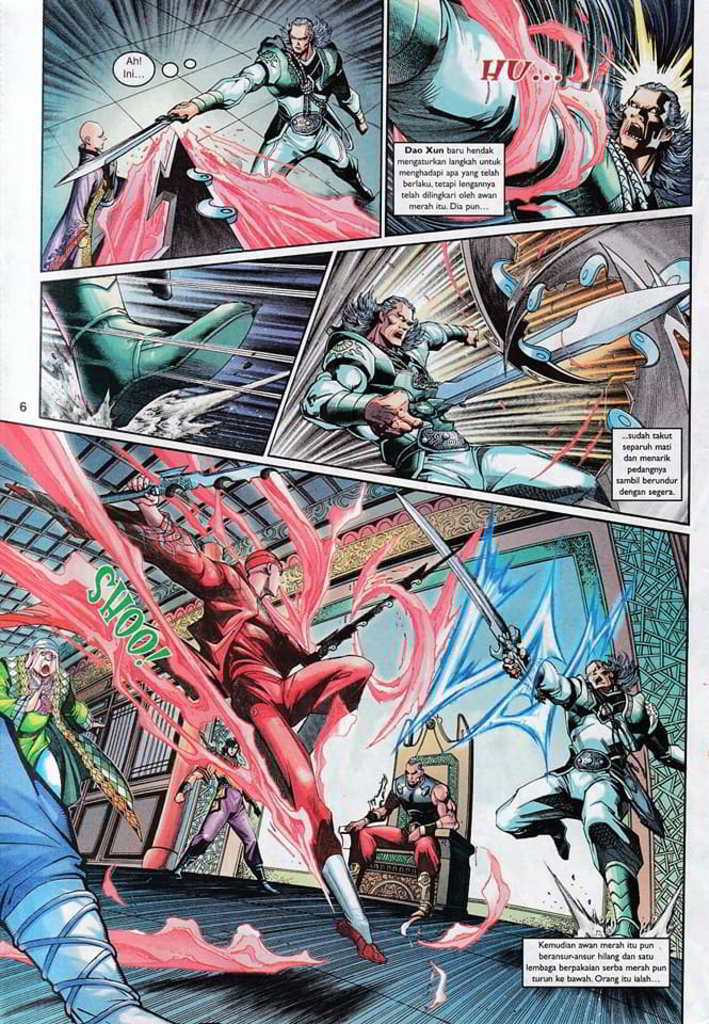 Ah!
Ini...
HU...
Dao Xun baru hendak
mengaturkan langkah untuk
menghadapi apa yang telah
berlaku, tetapi lengannya
telah dilingkari oleh awan
merah itu. Dia pun...
...sudah takut
separuh mati
dan menarik
pedangnya
sambil berundur
dengan segera.
6
SHOO!
Kemudian awan merah itu pun
beransur-ansur hilang dan satu
lembaga berpakaian serba merah pun
turun ke bawah. Orang itu ialah...